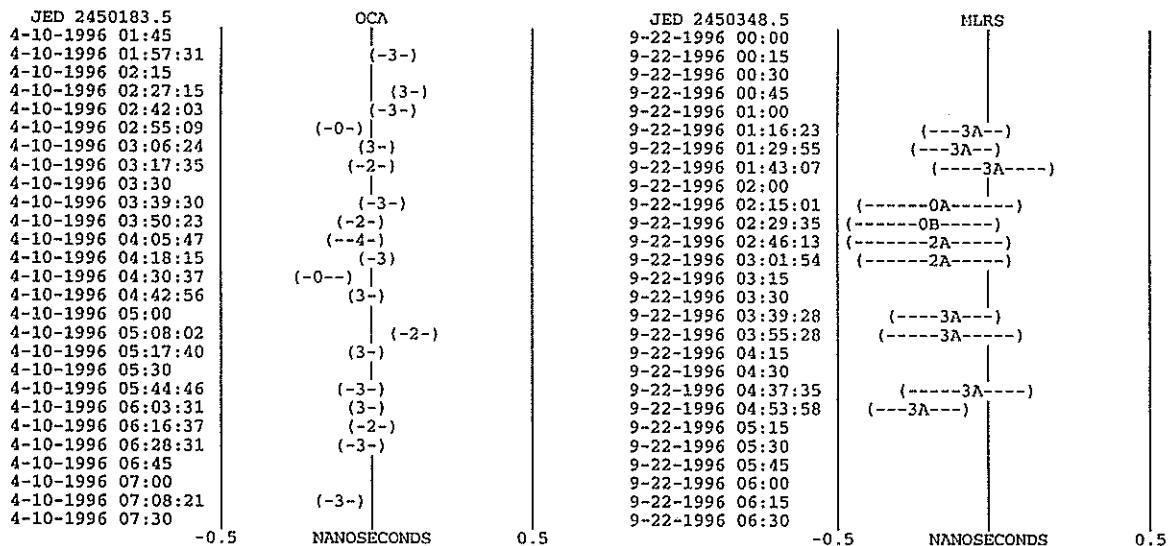 JED 2450183.5 OCA
4-10-1996 01:45
4-10-1996 01:57:31 (-3-)
4-10-1996 02:15
4-10-1996 02:27:15 (3-)
4-10-1996 02:42:03 (-3-)
4-10-1996 02:55:09 (-0-)
4-10-1996 03:06:24 (3-)
4-10-1996 03:17:35 (-2-)
4-10-1996 03:30
4-10-1996 03:39:30 (-3-)
4-10-1996 03:50:23 (-2-)
4-10-1996 04:05:47 (--4-)
4-10-1996 04:18:15 (-3)
4-10-1996 04:30:37 (-0--)
4-10-1996 04:42:56 (3-)
4-10-1996 05:00
4-10-1996 05:08:02 (-2-)
4-10-1996 05:17:40 (3-)
4-10-1996 05:30
4-10-1996 05:44:46 (-3-)
4-10-1996 06:03:31 (3-)
4-10-1996 06:16:37 (-2-)
4-10-1996 06:28:31 (-3-)
4-10-1996 06:45
4-10-1996 07:00
4-10-1996 07:08:21 (-3-)
4-10-1996 07:30
-0.5 NANOSECONDS 0.5
JED 2450348.5 MLRS
9-22-1996 00:00
9-22-1996 00:15
9-22-1996 00:30
9-22-1996 00:45
9-22-1996 01:00
9-22-1996 01:16:23 (---3A--)
9-22-1996 01:29:55 (---3A--)
9-22-1996 01:43:07 (----3A----)
9-22-1996 02:00
9-22-1996 02:15:01 (------0A------)
9-22-1996 02:29:35 (------0B------)
9-22-1996 02:46:13 (-------2A------)
9-22-1996 03:01:54 (------2A-----)
9-22-1996 03:15
9-22-1996 03:30
9-22-1996 03:39:28 (----3A----)
9-22-1996 03:55:28 (-----3A-----)
9-22-1996 04:15
9-22-1996 04:30
9-22-1996 04:37:35 (------3A----)
9-22-1996 04:53:58 (---3A---)
9-22-1996 05:15
9-22-1996 05:30
9-22-1996 05:45
9-22-1996 06:00
9-22-1996 06:15
9-22-1996 06:30
-0.5 NANOSECONDS 0.5